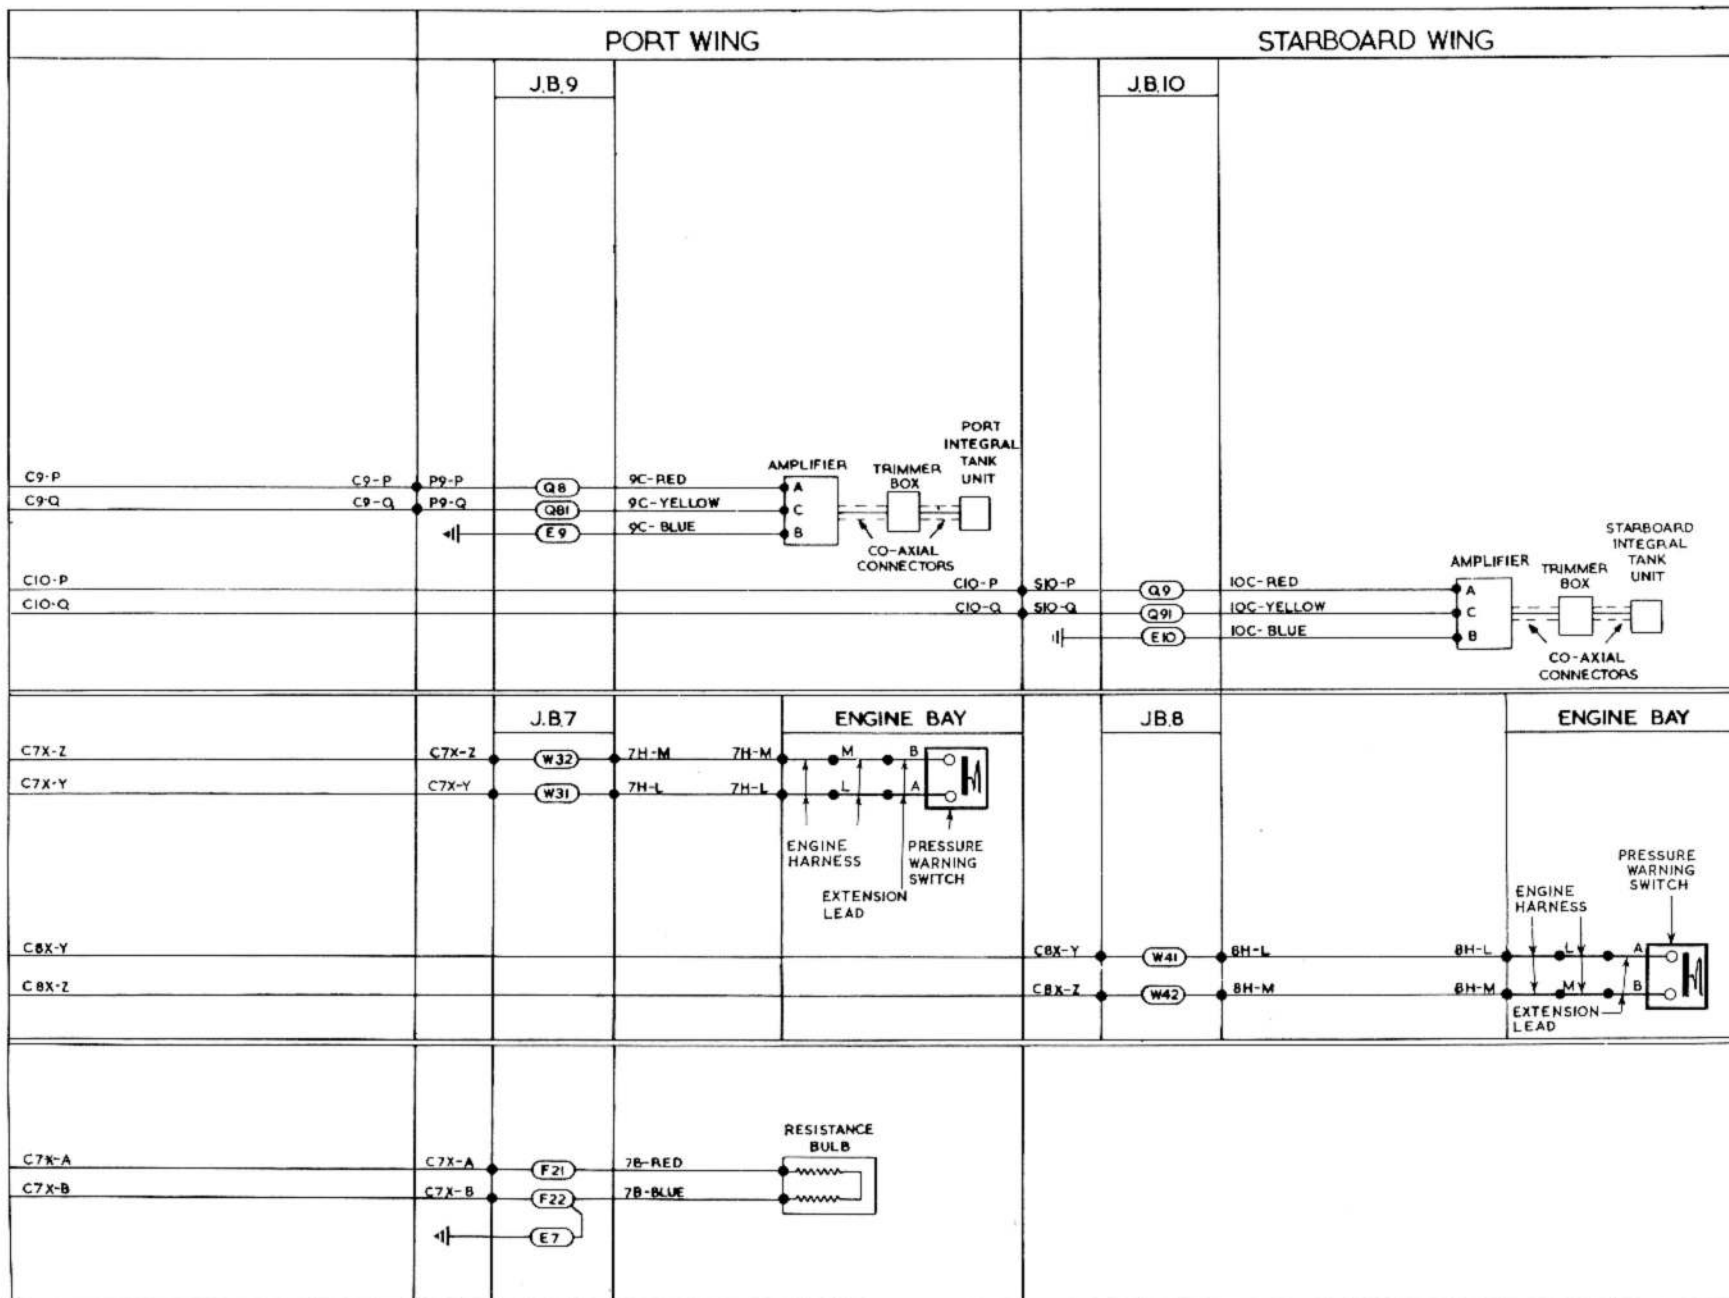 PORT WING
STARBOARD WING
J.B.9
J.B.10
C9-P
C9-P
P9-P
Q8
9C-RED
C9-Q
C9-Q
P9-Q
Q81
9C-YELLOW
E9
9C-BLUE
AMPLIFIER
A
C
B
TRIMMER
BOX
PORT
INTEGRAL
TANK
UNIT
CO-AXIAL
CONNECTORS
C10-P
C10-P
S10-P
Q9
10C-RED
C10-Q
C10-Q
S10-Q
Q91
10C-YELLOW
E10
10C-BLUE
AMPLIFIER
A
C
B
TRIMMER
BOX
STARBOARD
INTEGRAL
TANK
UNIT
CO-AXIAL
CONNECTORS
J.B.7
ENGINE BAY
J.B.8
ENGINE BAY
C7X-Z
C7X-Z
W32
7H-M
7H-M
M
B
C7X-Y
C7X-Y
W31
7H-L
7H-L
L
A
ENGINE
HARNESS
PRESSURE
WARNING
SWITCH
EXTENSION
LEAD
PRESSURE
WARNING
SWITCH
ENGINE
HARNESS
C8X-Y
C8X-Y
W41
8H-L
8H-L
L
A
C8X-Z
C8X-Z
W42
8H-M
8H-M
M
B
EXTENSION
LEAD
RESISTANCE
BULB
C7X-A
C7X-A
F21
7B-RED
C7X-B
C7X-B
F22
7B-BLUE
E7